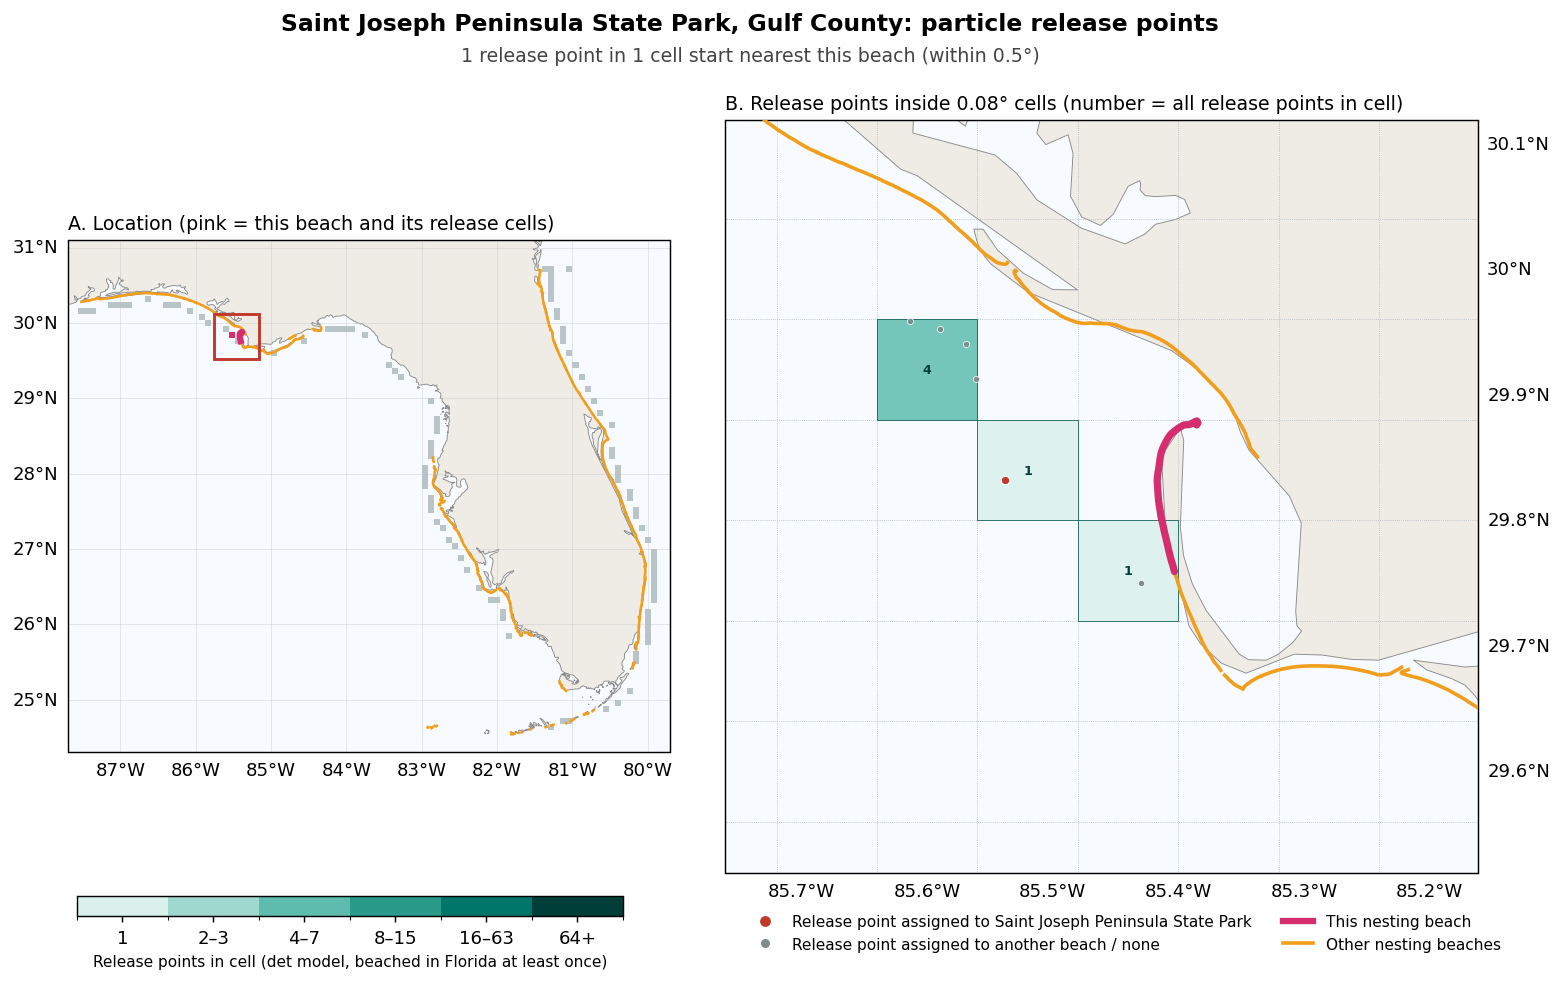 Saint Joseph Peninsula State Park, Gulf County: particle release points
1 release point in 1 cell start nearest this beach (within 0.5°)
A. Location (pink = this beach and its release cells)
31°N
30°N
29°N
28°N
27°N
26°N
25°N
87°W 86°W 85°W 84°W 83°W 82°W 81°W 80°W
B. Release points inside 0.08° cells (number = all release points in cell)
4
1
1
30.1°N
30°N
29.9°N
29.8°N
29.7°N
29.6°N
85.7°W 85.6°W 85.5°W 85.4°W 85.3°W 85.2°W
1 2–3 4–7 8–15 16–63 64+
Release points in cell (det model, beached in Florida at least once)
Release point assigned to Saint Joseph Peninsula State Park
Release point assigned to another beach / none
This nesting beach
Other nesting beaches